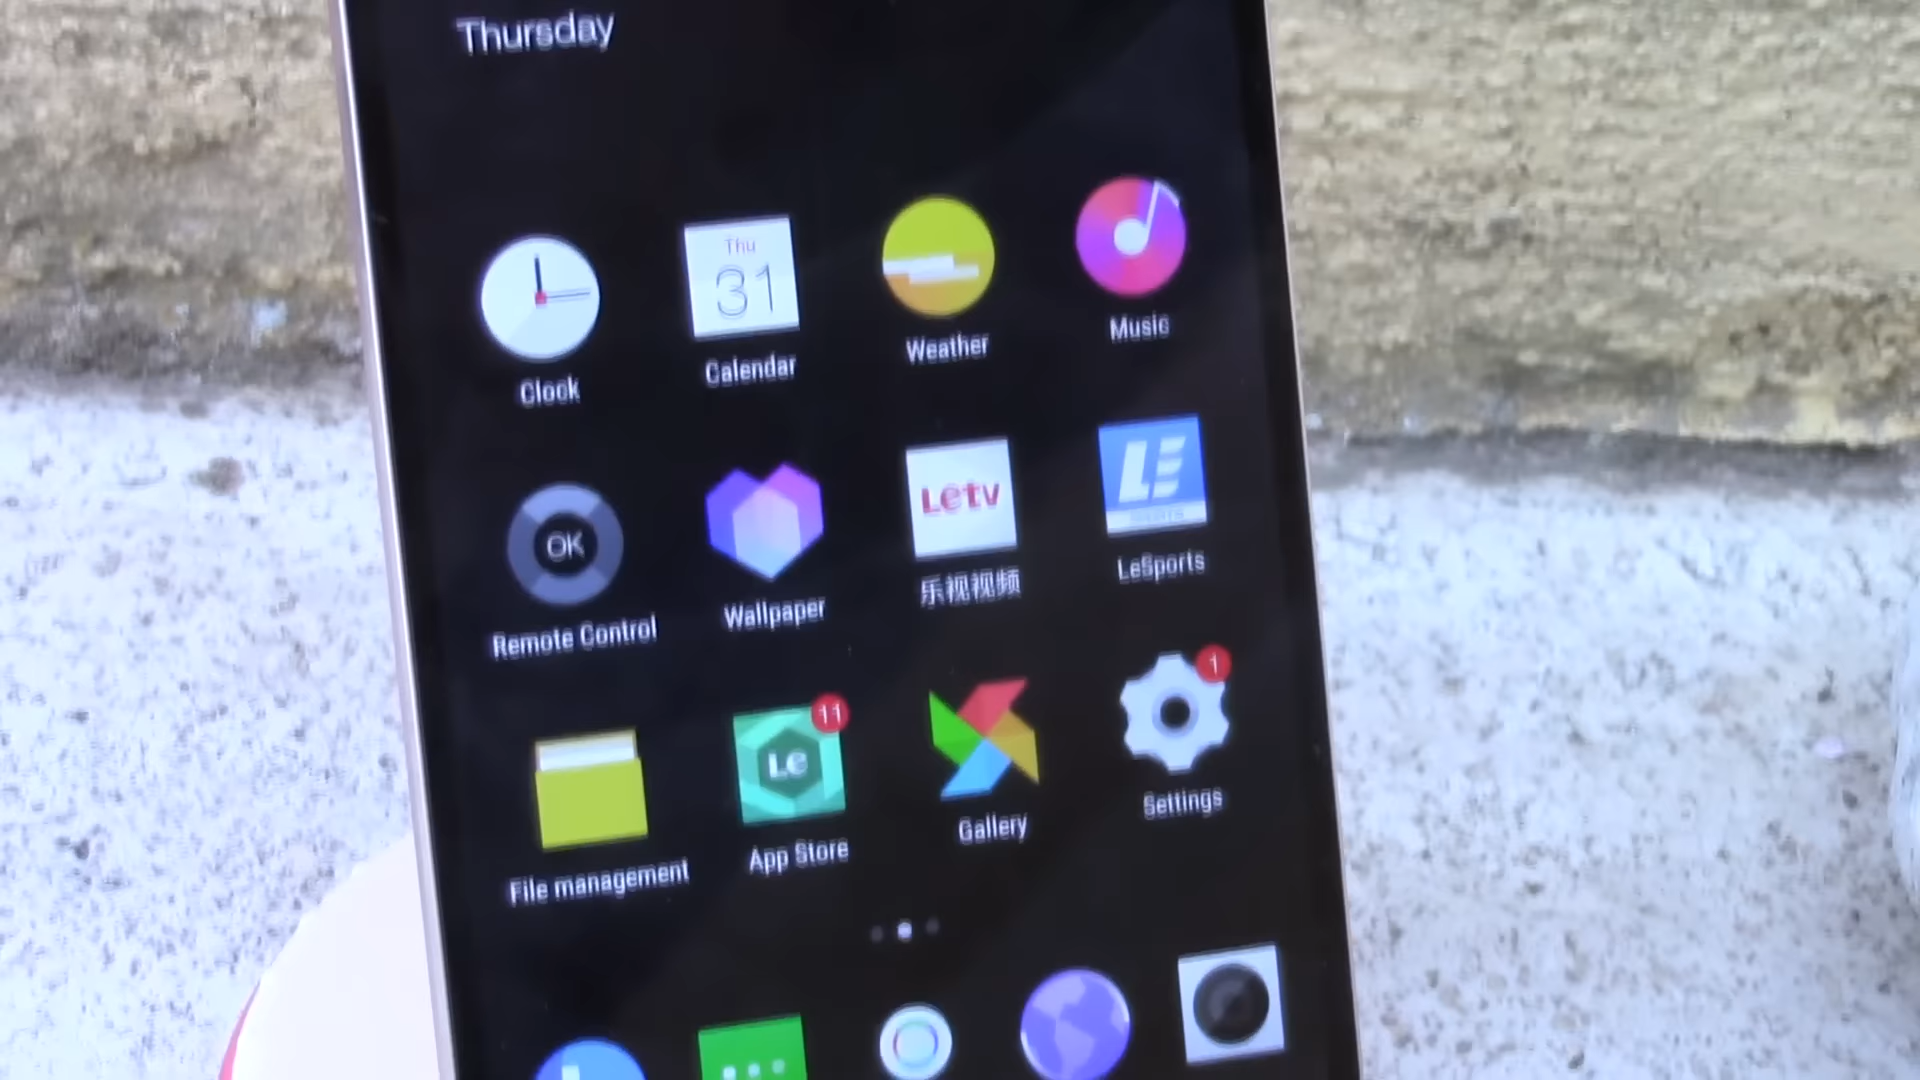 Thursday
Thu
31
Clock
Calendar
Weather
Music
OK
Letv
LE
Remote Control
Wallpaper
乐视视频
LeSports
11
1
Le
File management
App Store
Gallery
Settings